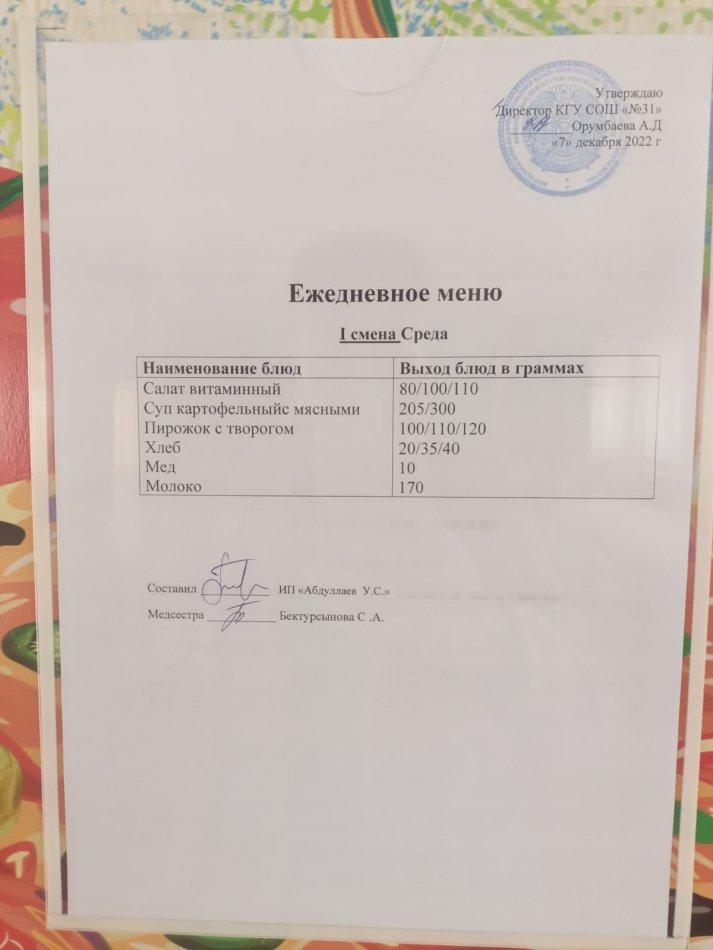 Утверждаю
Директор КГУ СОШ «№31»
Орумбаева А.Д
«7» декабря 2022 г
Ежедневное меню
I смена Среда
Наименование блюд Выход блюд в граммах
Салат витаминный 80/100/110
Суп картофельныйс мясными 205/300
Пирожок с творогом 100/110/120
Хлеб 20/35/40
Мед 10
Молоко 170
Составил ИП «Абдуллаев У.С.»
Медсестра Бектурсынова С .А.